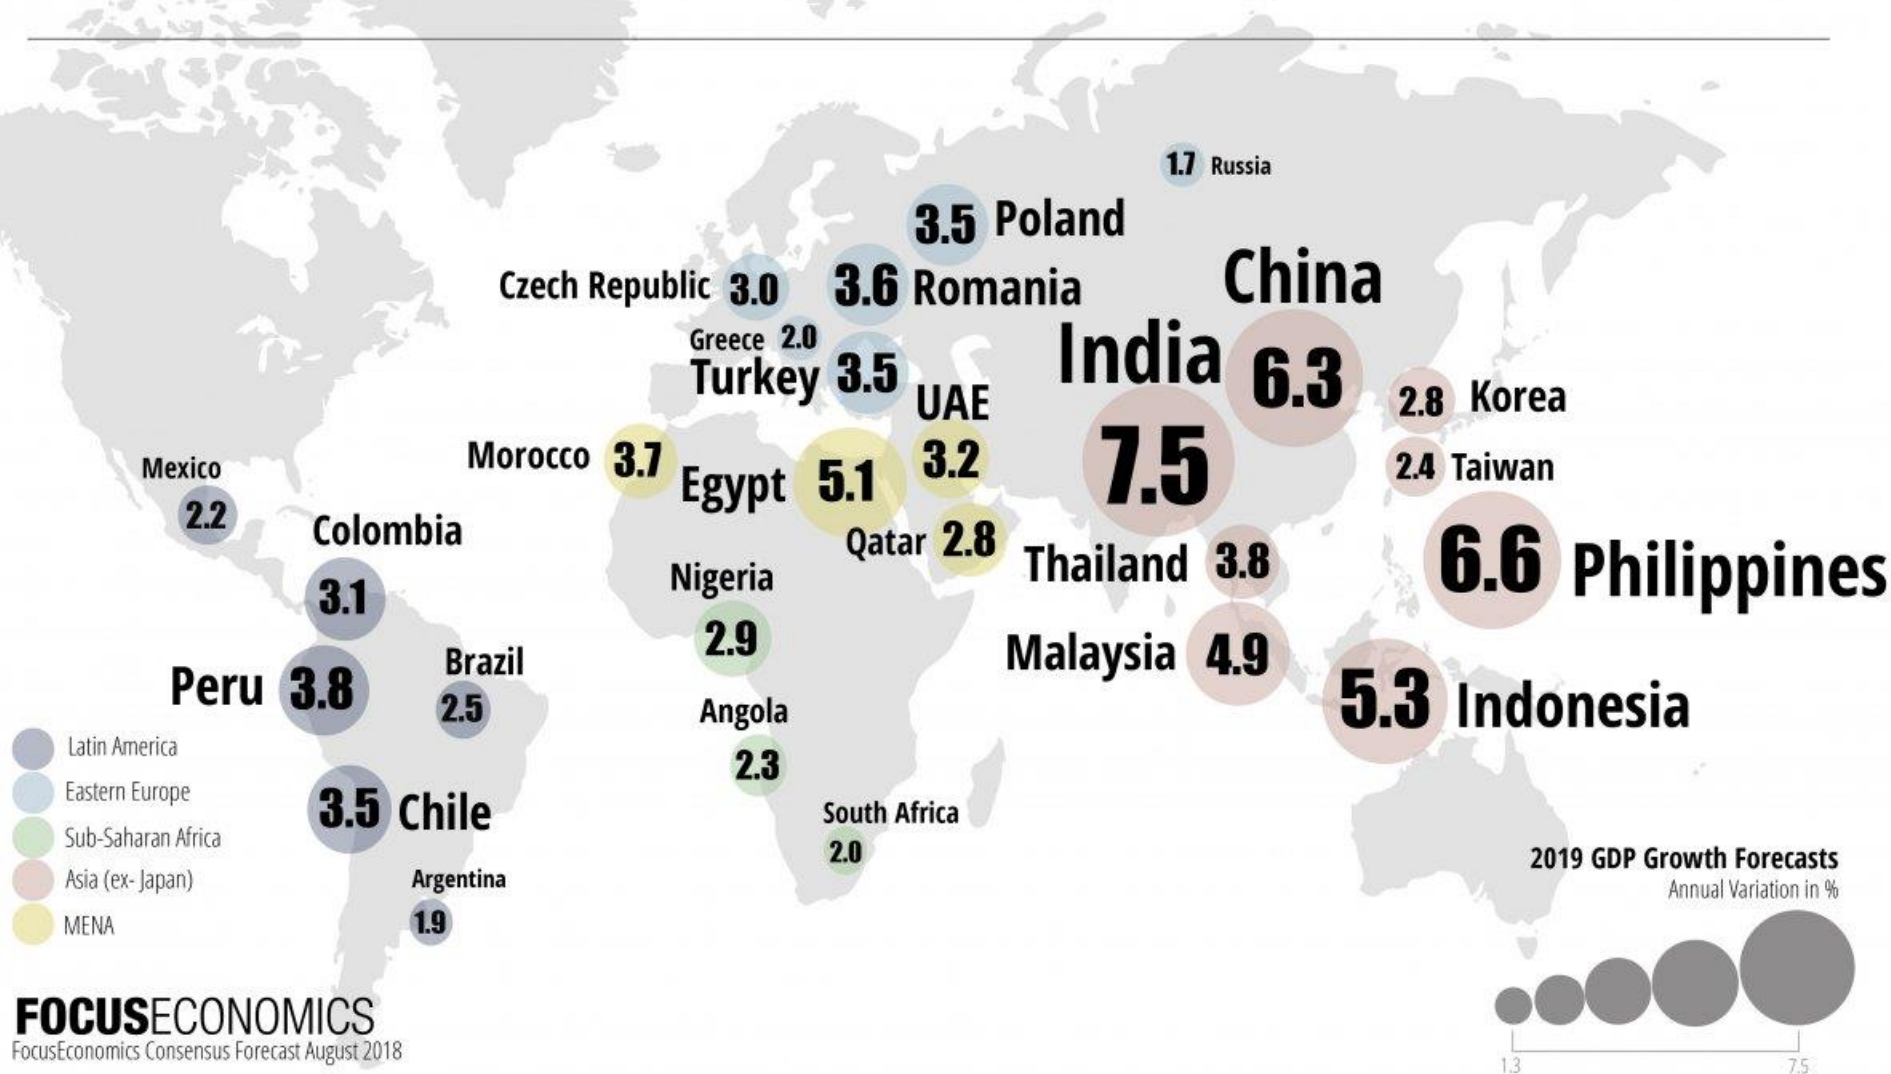 1.7 Russia
3.5 Poland
China
Czech Republic 3.0
3.6 Romania
India
6.3
Greece 2.0
Turkey 3.5
UAE
2.8 Korea
Morocco 3.7
Egypt 5.1
3.2
7.5
2.4 Taiwan
Mexico
2.2
Colombia
3.1
Qatar 2.8
Thailand 3.8
6.6 Philippines
Nigeria
2.9
Malaysia 4.9
Peru 3.8
Brazil
2.5
5.3 Indonesia
Angola
2.3
3.5 Chile
South Africa
2.0
Argentina
1.9
Latin America
Eastern Europe
Sub-Saharan Africa
Asia (ex- Japan)
MENA
2019 GDP Growth Forecasts
Annual Variation in %
1.3
7.5
FOCUSECONOMICS
FocusEconomics Consensus Forecast August 2018